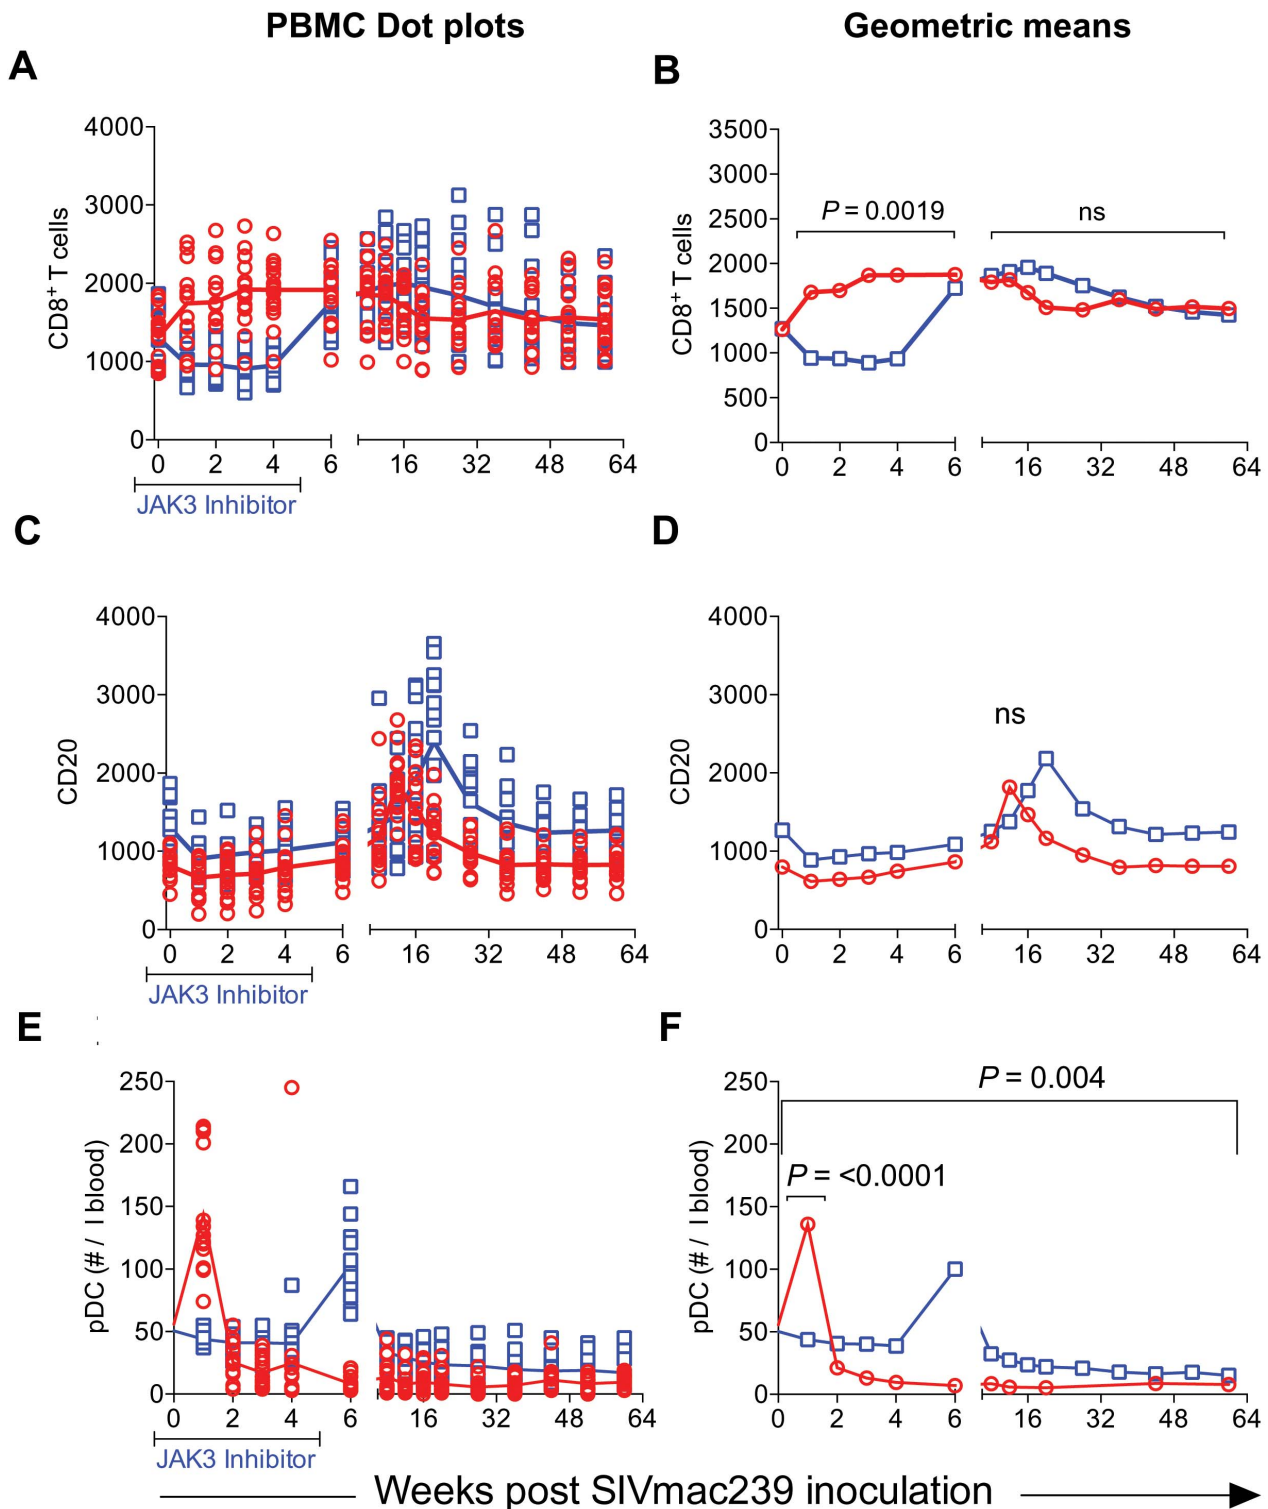 PBMC Dot plots
Geometric means
A
B
4000
3000
2000
1000
0
CD8+ T cells
0 2 4 6 16 32 48 64
JAK3 Inhibitor
3500
3000
2500
2000
1500
1000
500
0
CD8+ T cells
P = 0.0019
ns
0 2 4 6 16 32 48 64
C
D
4000
3000
2000
1000
0
CD20
0 2 4 6 16 32 48 64
JAK3 Inhibitor
4000
3000
2000
1000
0
CD20
ns
0 2 4 6 16 32 48 64
E
F
250
200
150
100
50
0
pDC (# / l blood)
0 2 4 6 16 32 48 64
JAK3 Inhibitor
250
200
150
100
50
0
pDC (# / l blood)
P = 0.004
P = <0.0001
0 2 4 6 16 32 48 64
Weeks post SIVmac239 inoculation